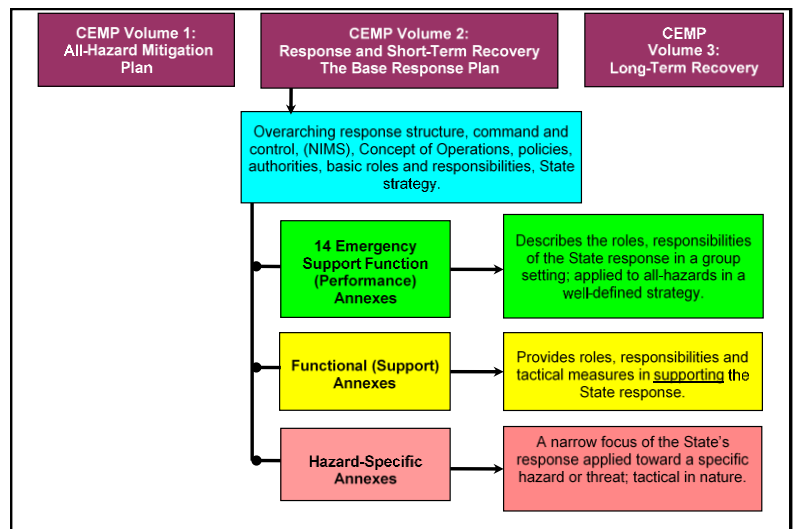 CEMP Volume 1:
All-Hazard Mitigation
Plan
CEMP Volume 2:
Response and Short-Term Recovery
The Base Response Plan
CEMP
Volume 3:
Long-Term Recovery
Overarching response structure, command and
control, (NIMS), Concept of Operations, policies,
authorities, basic roles and responsibilities, State
strategy.
14 Emergency
Support Function
(Performance)
Annexes
Describes the roles, responsibilities
of the State response in a group
setting; applied to all-hazards in a
well-defined strategy.
Functional (Support)
Annexes
Provides roles, responsibilities and
tactical measures in supporting the
State response.
Hazard-Specific
Annexes
A narrow focus of the State's
response applied toward a specific
hazard or threat; tactical in nature.